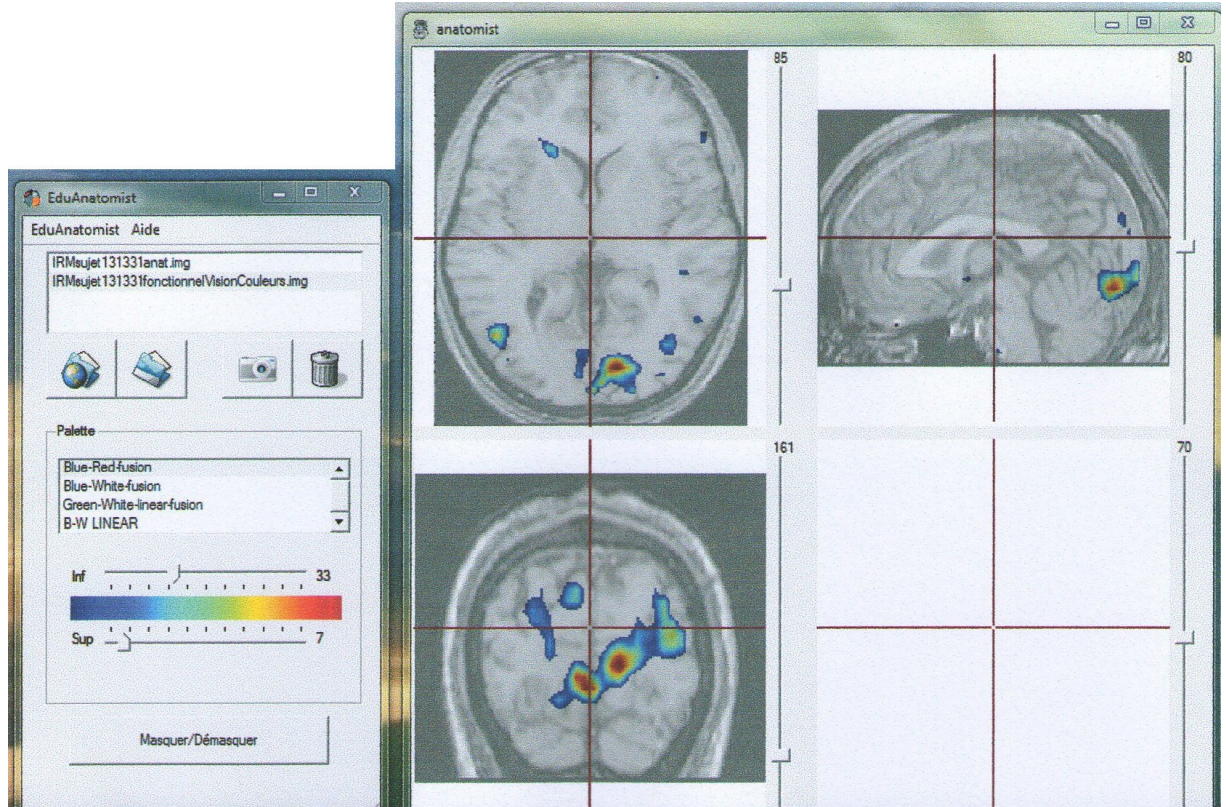 EduAnatomist
EduAnatomist Aide
IRMsujet131331anat.img
IRMsujet131331fonctionnelVisionCouleurs.img
Palette
Blue-Red-fusion
Blue-White-fusion
Green-White-linear-fusion
B-W LINEAR
Inf 33
Sup 7
Masquer/Démasquer
anatomist
85
80
161
70